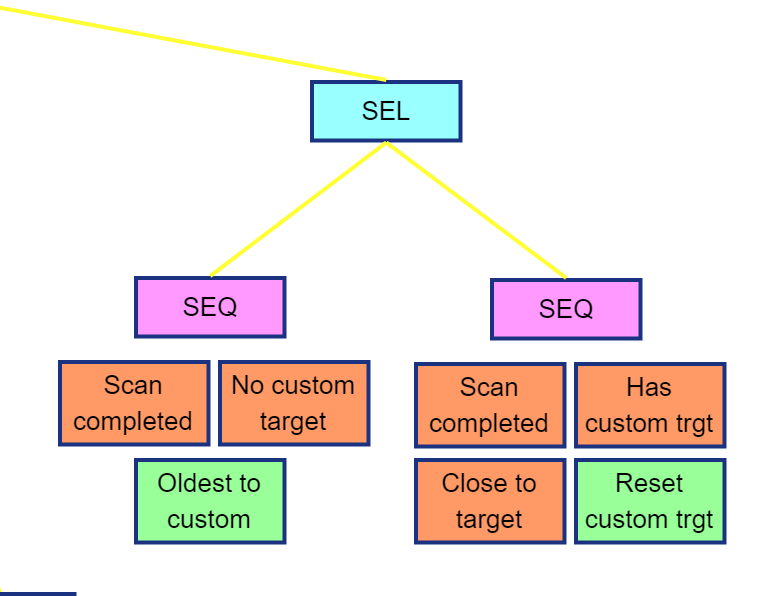 SEL
SEQ
Scan
completed
No custom
target
Oldest to
custom
SEQ
Scan
completed
Has
custom trgt
Close to
target
Reset
custom trgt